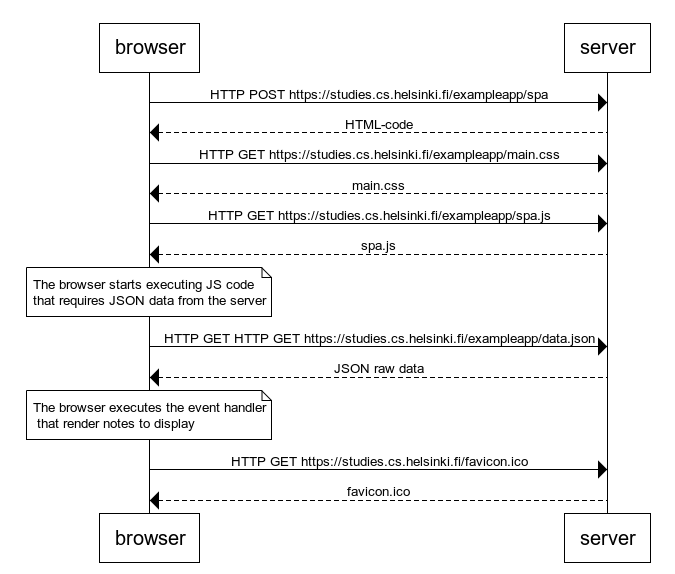 browser
server
HTTP POST https://studies.cs.helsinki.fi/exampleapp/spa
HTML-code
HTTP GET https://studies.cs.helsinki.fi/exampleapp/main.css
main.css
HTTP GET https://studies.cs.helsinki.fi/exampleapp/spa.js
spa.js
The browser starts executing JS code
that requires JSON data from the server
HTTP GET HTTP GET https://studies.cs.helsinki.fi/exampleapp/data.json
JSON raw data
The browser executes the event handler
that render notes to display
HTTP GET https://studies.cs.helsinki.fi/favicon.ico
favicon.ico
browser
server